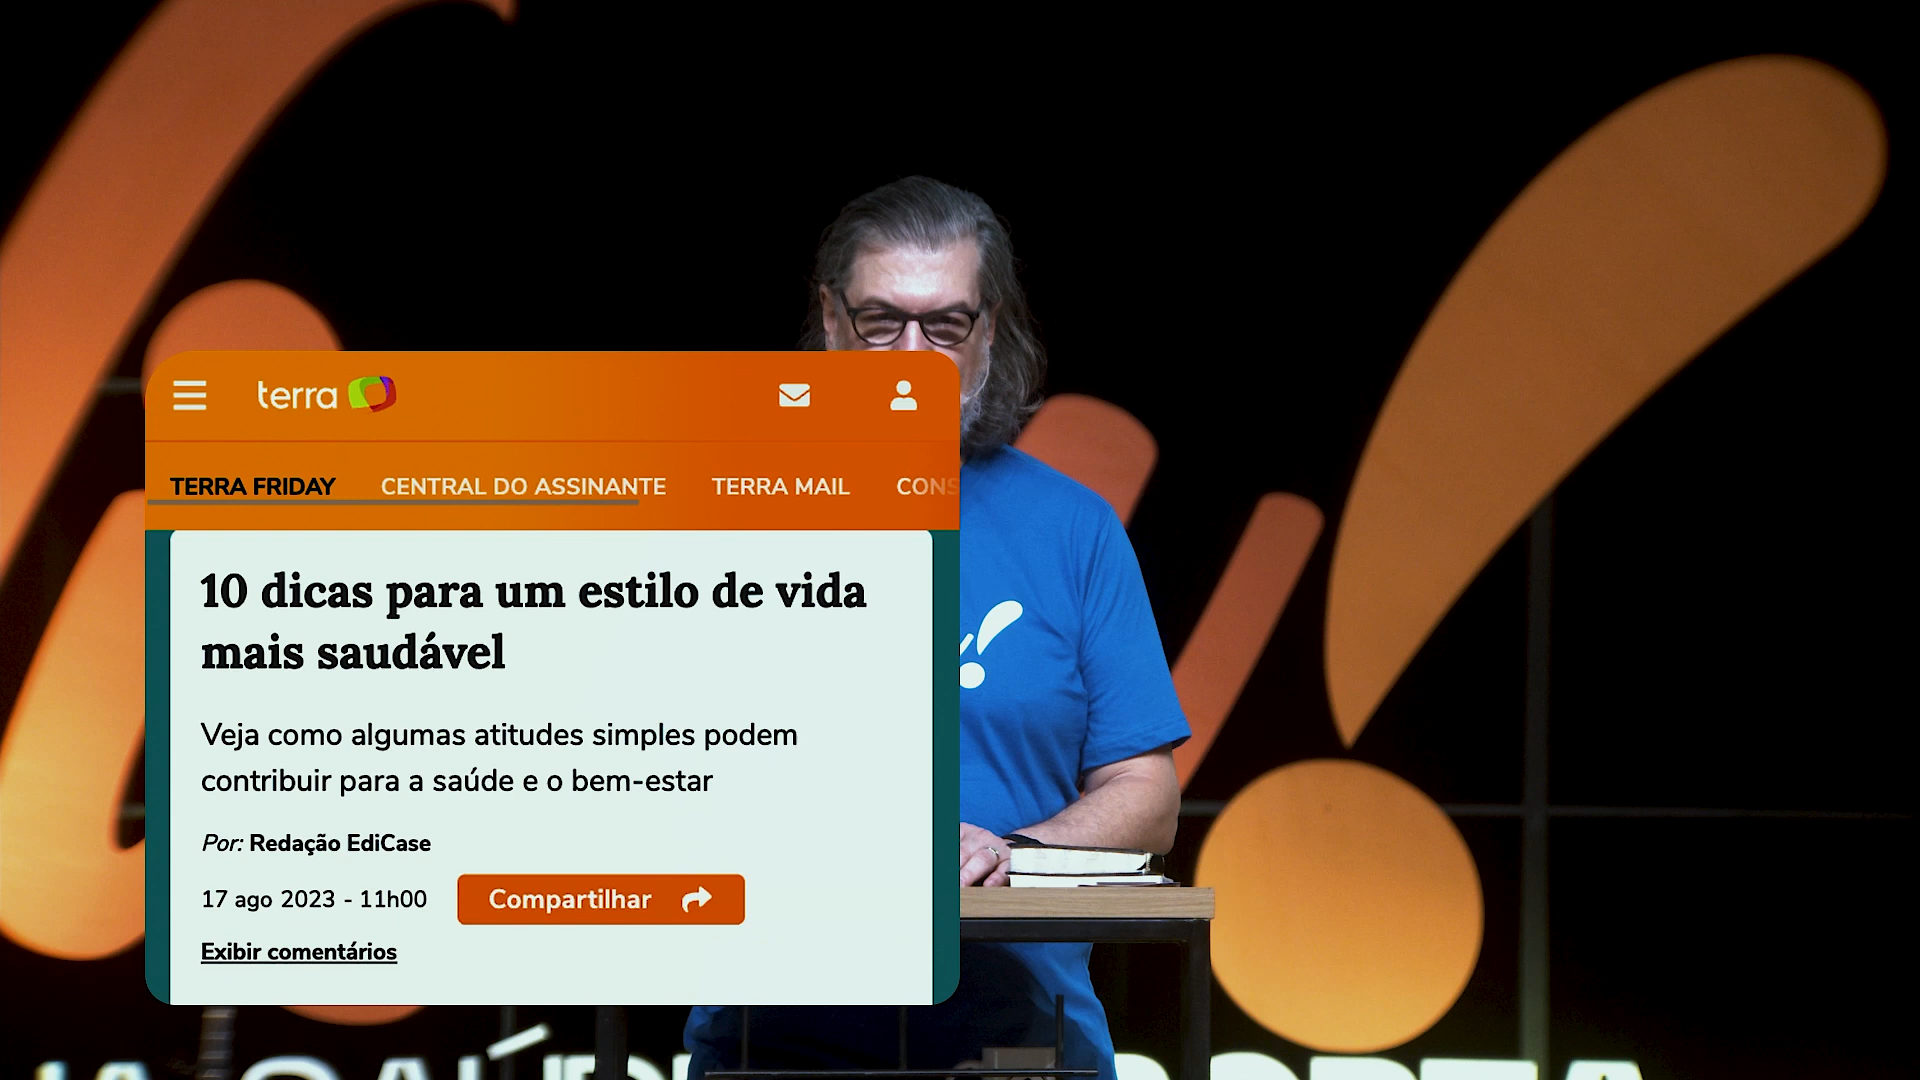 terra
TERRA FRIDAY CENTRAL DO ASSINANTE TERRA MAIL
10 dicas para um estilo de vida
mais saudável
Veja como algumas atitudes simples podem
contribuir para a saúde e o bem-estar
Por: Redação EdiCase
17 ago 2023 - 11h00 Compartilhar
Exibir comentários